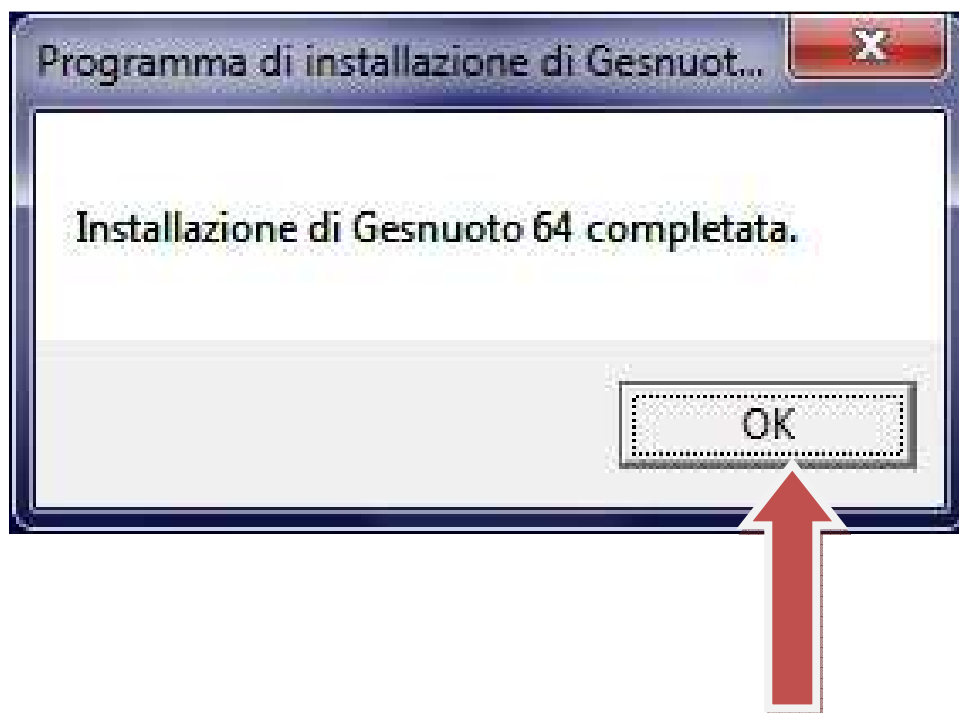 Programma di installazione di Gesnuot...
Installazione di Gesnuoto 64 completata.
OK